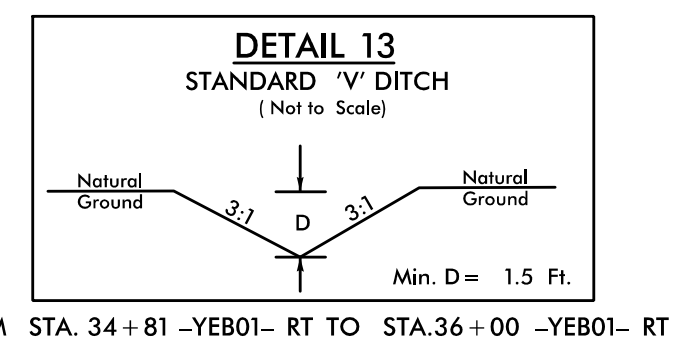 DETAIL 13
STANDARD 'V' DITCH
( Not to Scale)
Natural
Ground
3:1
D
3:1
Natural
Ground
Min. D = 1.5 Ft.
STA. 34+81 -YEB01- RT TO STA.36+00 -YEB01- RT